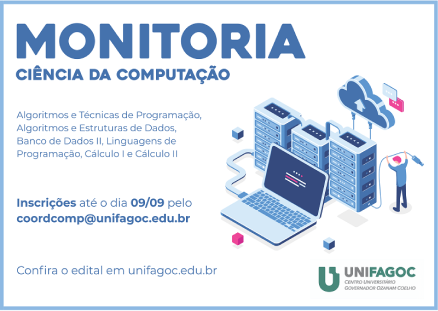 MONITORIA
CIÊNCIA DA COMPUTAÇÃO
Algoritmos e Técnicas de Programação,
Algoritmos e Estruturas de Dados,
Banco de Dados II, Linguagens de
Programação, Cálculo I e Cálculo II
Inscrições até o dia 09/09 pelo
coordcomp@unifagoc.edu.br
Confira o edital em unifagoc.edu.br
UNIFAGOC
CENTRO UNIVERSITÁRIO
GOVERNADOR OZANAM COELHO